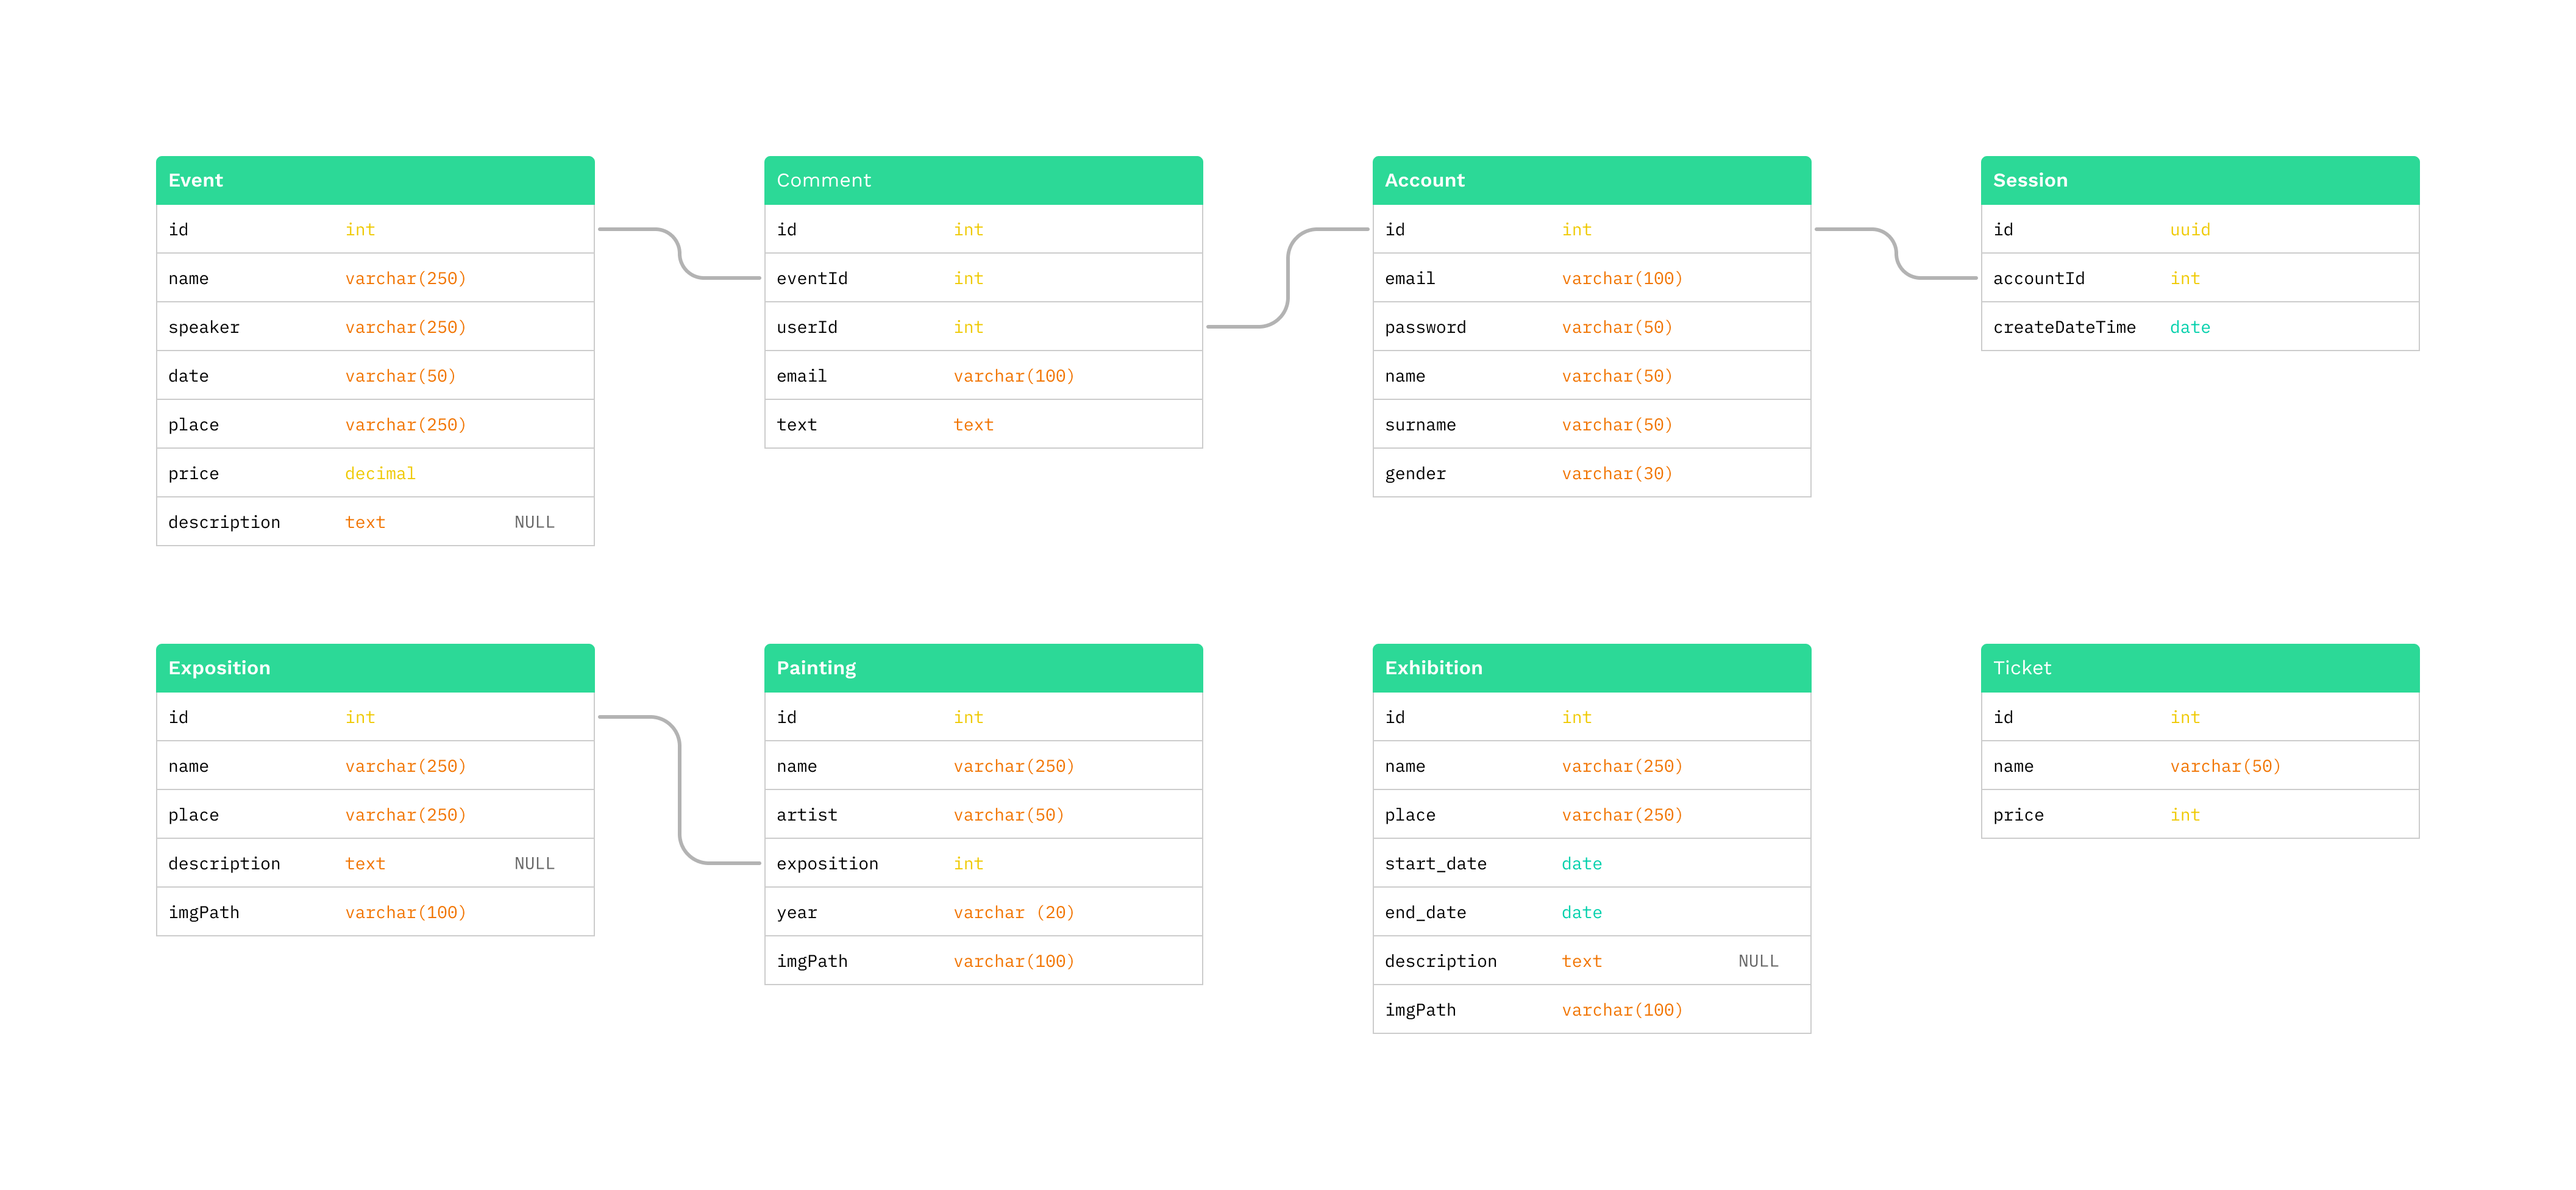 Event
id int
name varchar(250)
speaker varchar(250)
date varchar(50)
place varchar(250)
price decimal
description text NULL
Comment
id int
eventId int
userId int
email varchar(100)
text text
Account
id int
email varchar(100)
password varchar(50)
name varchar(50)
surname varchar(50)
gender varchar(30)
Session
id uuid
accountId int
createDateTime date
Exposition
id int
name varchar(250)
place varchar(250)
description text NULL
imgPath varchar(100)
Painting
id int
name varchar(250)
artist varchar(50)
exposition int
year varchar (20)
imgPath varchar(100)
Exhibition
id int
name varchar(250)
place varchar(250)
start_date date
end_date date
description text NULL
imgPath varchar(100)
Ticket
id int
name varchar(50)
price int